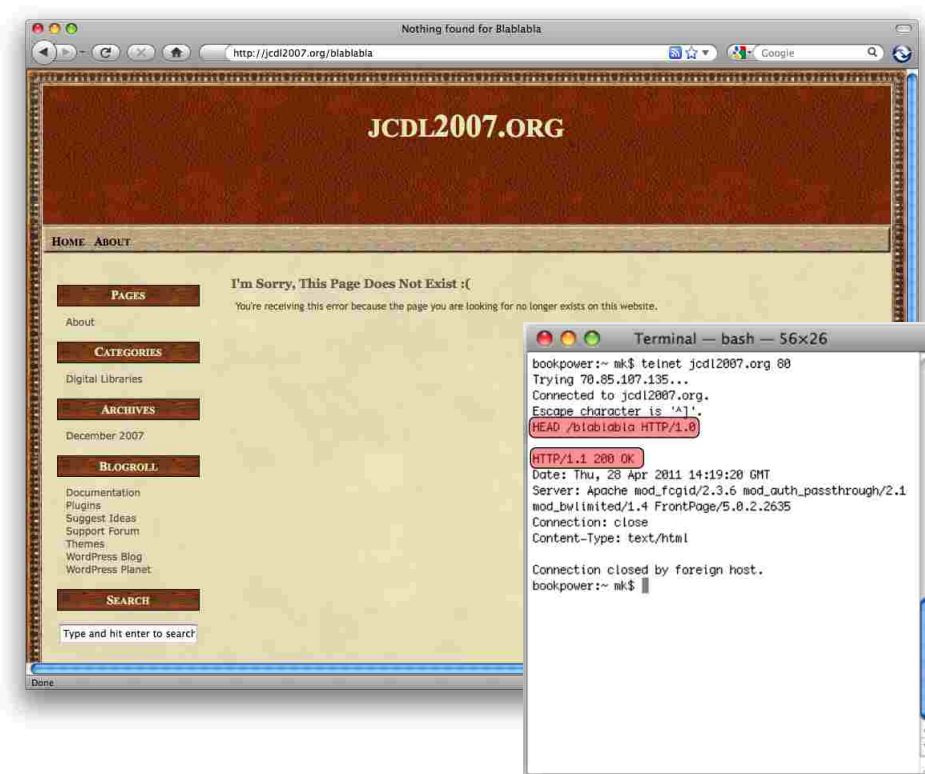 Nothing found for Blablabla
http://jcdl2007.org/blablabla
Google
JCDL2007.ORG
HOME ABOUT
PAGES
About
CATEGORIES
Digital Libraries
ARCHIVES
December 2007
BLOGROLL
Documentation
Plugins
Suggest Ideas
Support Forum
Themes
WordPress Blog
WordPress Planet
SEARCH
Type and hit enter to search
I'm Sorry, This Page Does Not Exist :(
You're receiving this error because the page you are looking for no longer exists on this website.
Done
Terminal — bash — 56×26
bookpower:~ mk$ telnet jcdl2007.org 80
Trying 70.85.107.135...
Connected to jcdl2007.org.
Escape character is '^]'.
HEAD /blablabla HTTP/1.0
HTTP/1.1 200 OK
Date: Thu, 28 Apr 2011 14:19:20 GMT
Server: Apache mod_fcgid/2.3.6 mod_auth_passthrough/2.1
mod_bwlimited/1.4 FrontPage/5.0.2.2635
Connection: close
Content-Type: text/html
Connection closed by foreign host.
bookpower:~ mk$